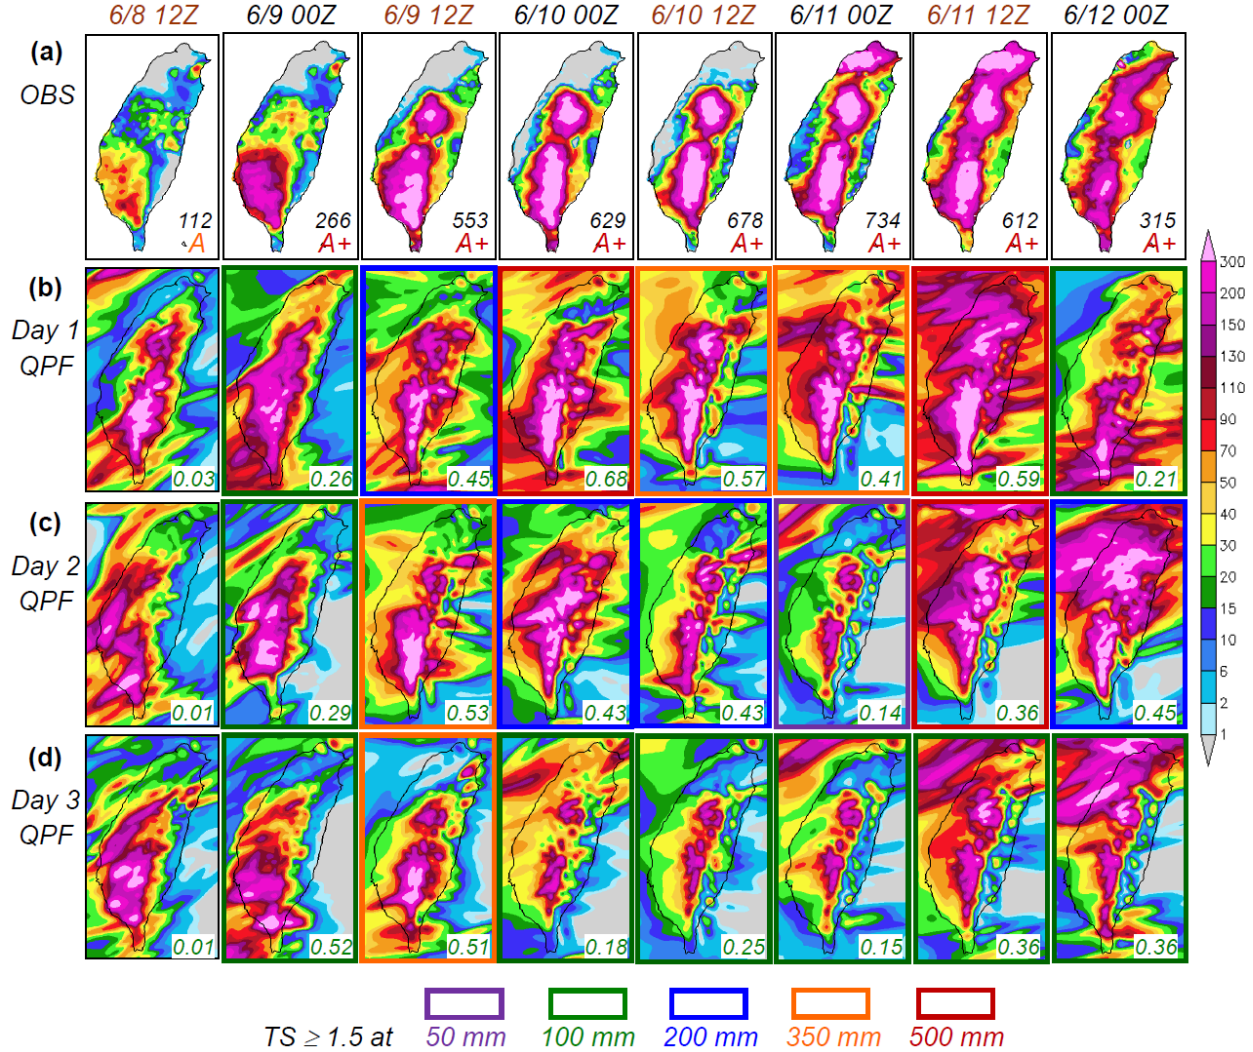 6/8 12Z 6/9 00Z 6/9 12Z 6/10 00Z 6/10 12Z 6/11 00Z 6/11 12Z 6/12 00Z
(a)
OBS
112 266 553 629 678 734 612 315
A A+ A+ A+ A+ A+ A+ A+
(b)
Day 1
QPF
0.03 0.26 0.45 0.68 0.57 0.41 0.59 0.21
(c)
Day 2
QPF
0.01 0.29 0.53 0.43 0.43 0.14 0.36 0.45
(d)
Day 3
QPF
0.01 0.52 0.51 0.18 0.25 0.15 0.36 0.36
300
200
150
130
110
90
70
50
40
30
20
15
10
6
2
1
TS ≥ 1.5 at 50 mm 100 mm 200 mm 350 mm 500 mm